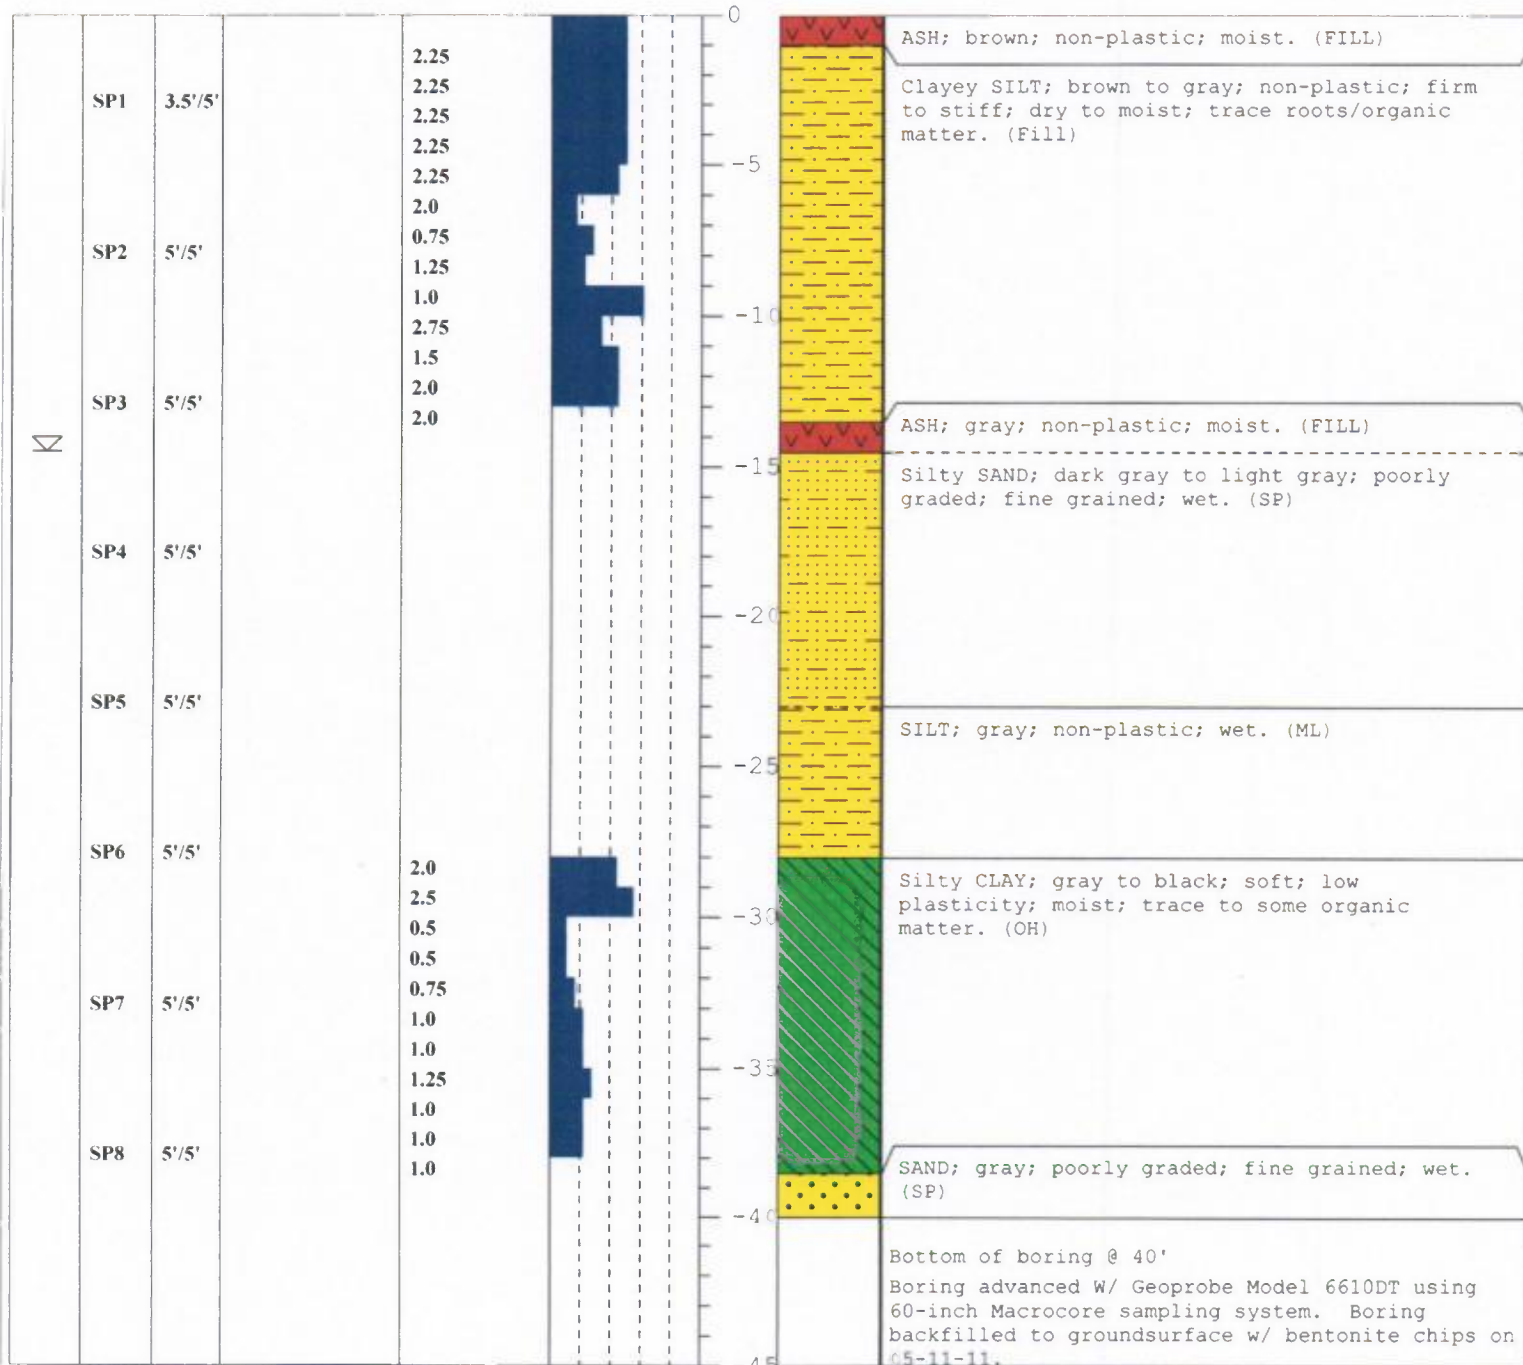 0
ASH; brown; non-plastic; moist. (FILL)
2.25
Clayey SILT; brown to gray; non-plastic; firm
2.25
SP1 3.5'/5'
to stiff; dry to moist; trace roots/organic
2.25
matter. (Fill)
2.25
-5
2.25
2.0
0.75
SP2 5'/5'
1.25
1.0
-10
2.75
1.5
2.0
SP3 5'/5'
2.0
ASH; gray; non-plastic; moist. (FILL)
-15
Silty SAND; dark gray to light gray; poorly
graded; fine grained; wet. (SP)
SP4 5'/5'
-20
SP5 5'/5'
SILT; gray; non-plastic; wet. (ML)
-25
SP6 5'/5'
2.0
Silty CLAY; gray to black; soft; low
2.5
plasticity; moist; trace to some organic
-30
0.5
matter. (OH)
0.5
0.75
SP7 5'/5'
1.0
1.0
-35
1.25
1.0
1.0
SP8 5'/5'
1.0
SAND; gray; poorly graded; fine grained; wet.
(SP)
-40
Bottom of boring @ 40'
Boring advanced W/ Geoprobe Model 6610DT using
60-inch Macrocore sampling system. Boring
backfilled to groundsurface w/ bentonite chips on
05-11-11.